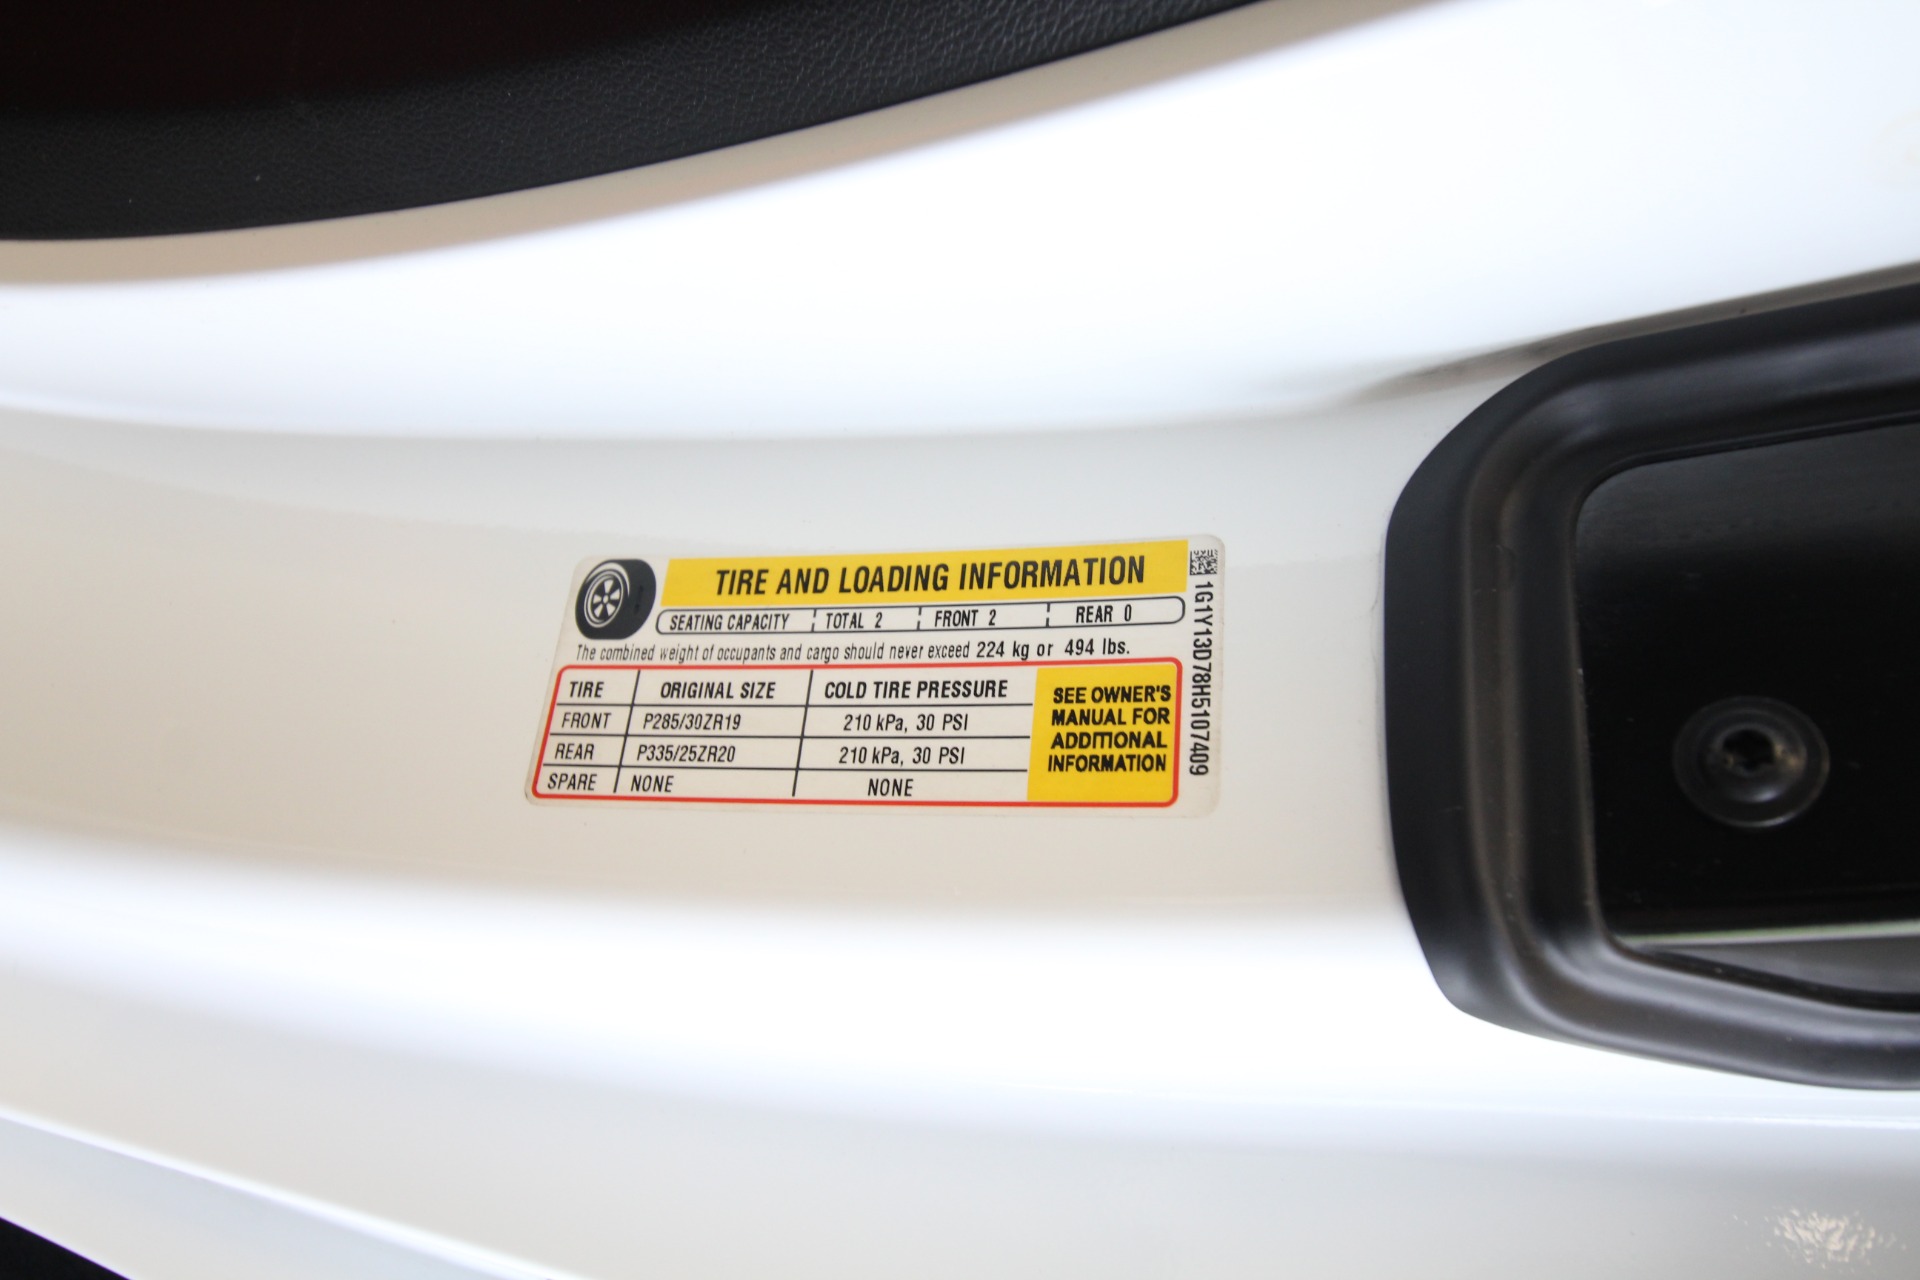 TIRE AND LOADING INFORMATION
SEATING CAPACITY TOTAL 2 FRONT 2 REAR 0
The combined weight of occupants and cargo should never exceed 224 kg or 494 lbs.
TIRE ORIGINAL SIZE COLD TIRE PRESSURE
FRONT P285/30ZR19 210 kPa, 30 PSI
REAR P335/25ZR20 210 kPa, 30 PSI
SPARE NONE NONE
SEE OWNER'S
MANUAL FOR
ADDITIONAL
INFORMATION
1G1Y13D78H5107409